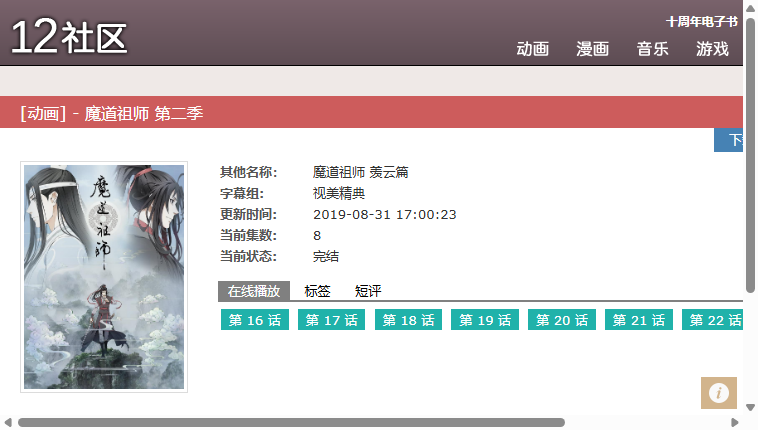 12社区
十周年电子书
动画 漫画 音乐 游戏
[动画] - 魔道祖师 第二季
魔道祖师
其他名称: 魔道祖师 羡云篇
字幕组: 视美精典
更新时间: 2019-08-31 17:00:23
当前集数: 8
当前状态: 完结
在线播放 标签 短评
第 16 话 第 17 话 第 18 话 第 19 话 第 20 话 第 21 话 第 22 话